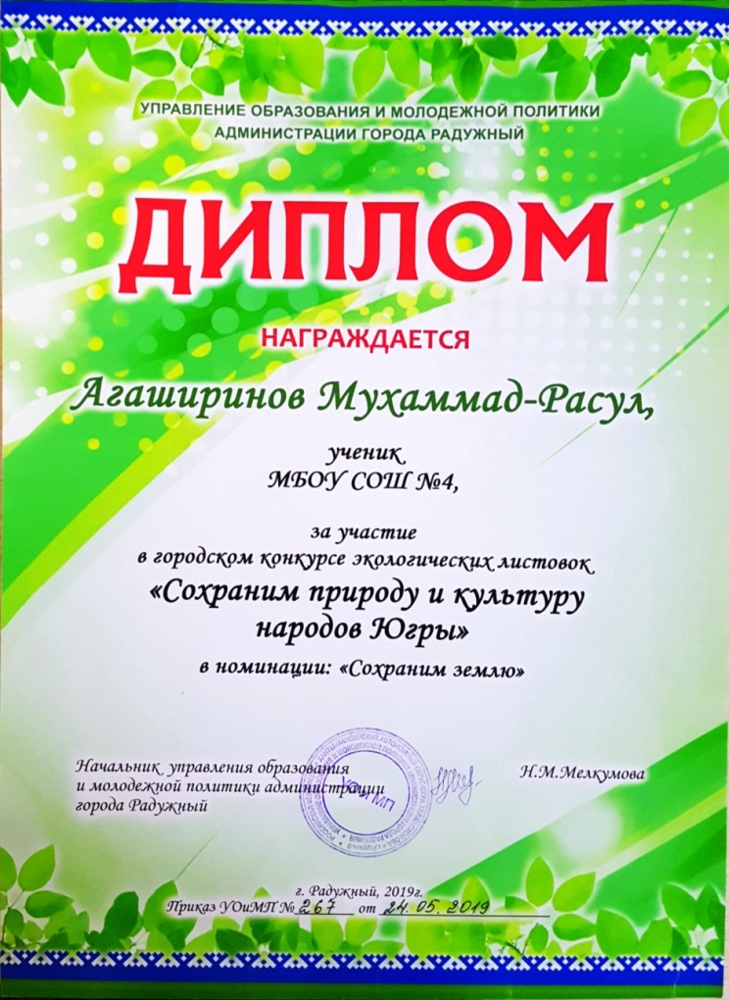 УПРАВЛЕНИЕ ОБРАЗОВАНИЯ И МОЛОДЕЖНОЙ ПОЛИТИКИ
АДМИНИСТРАЦИИ ГОРОДА РАДУЖНЫЙ
ДИПЛОМ
НАГРАЖДАЕТСЯ
Агаширинов Мухаммад-Расул,
ученик
МБОУ СОШ №4,
за участие
в городском конкурсе экологических листовок
«Сохраним природу и культуру
народов Югры»
в номинации: «Сохраним землю»
Начальник управления образования
и молодежной политики администрации
города Радужный
Н.М.Мелкумова
УОиМП
г. Радужный, 2019г.
Приказ УОиМП № 267 от 24.05.2019